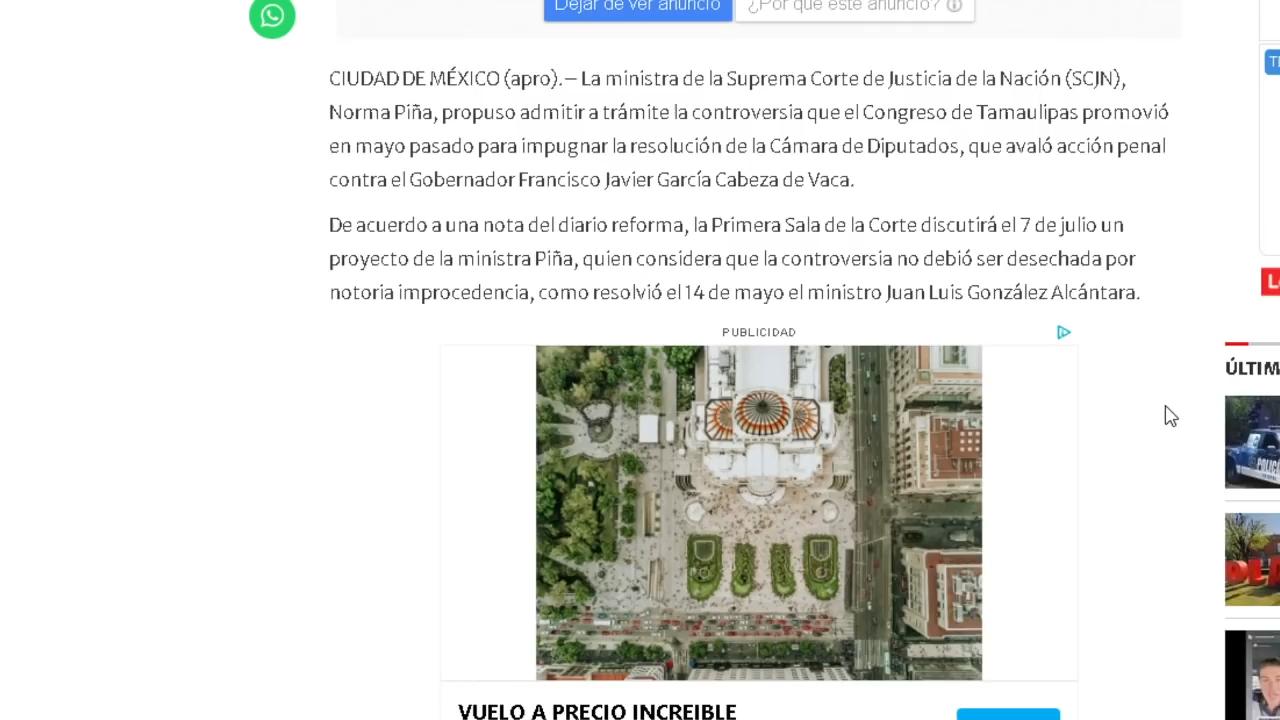 Dejar de ver anuncio ¿Por qué este anuncio?
CIUDAD DE MÉXICO (apro).– La ministra de la Suprema Corte de Justicia de la Nación (SCJN),
Norma Piña, propuso admitir a trámite la controversia que el Congreso de Tamaulipas promovió
en mayo pasado para impugnar la resolución de la Cámara de Diputados, que avaló acción penal
contra el Gobernador Francisco Javier García Cabeza de Vaca.
De acuerdo a una nota del diario reforma, la Primera Sala de la Corte discutirá el 7 de julio un
proyecto de la ministra Piña, quien considera que la controversia no debió ser desechada por
notoria improcedencia, como resolvió el 14 de mayo el ministro Juan Luis González Alcántara.
PUBLICIDAD
ÚLTIM
VUELO A PRECIO INCREIBLE